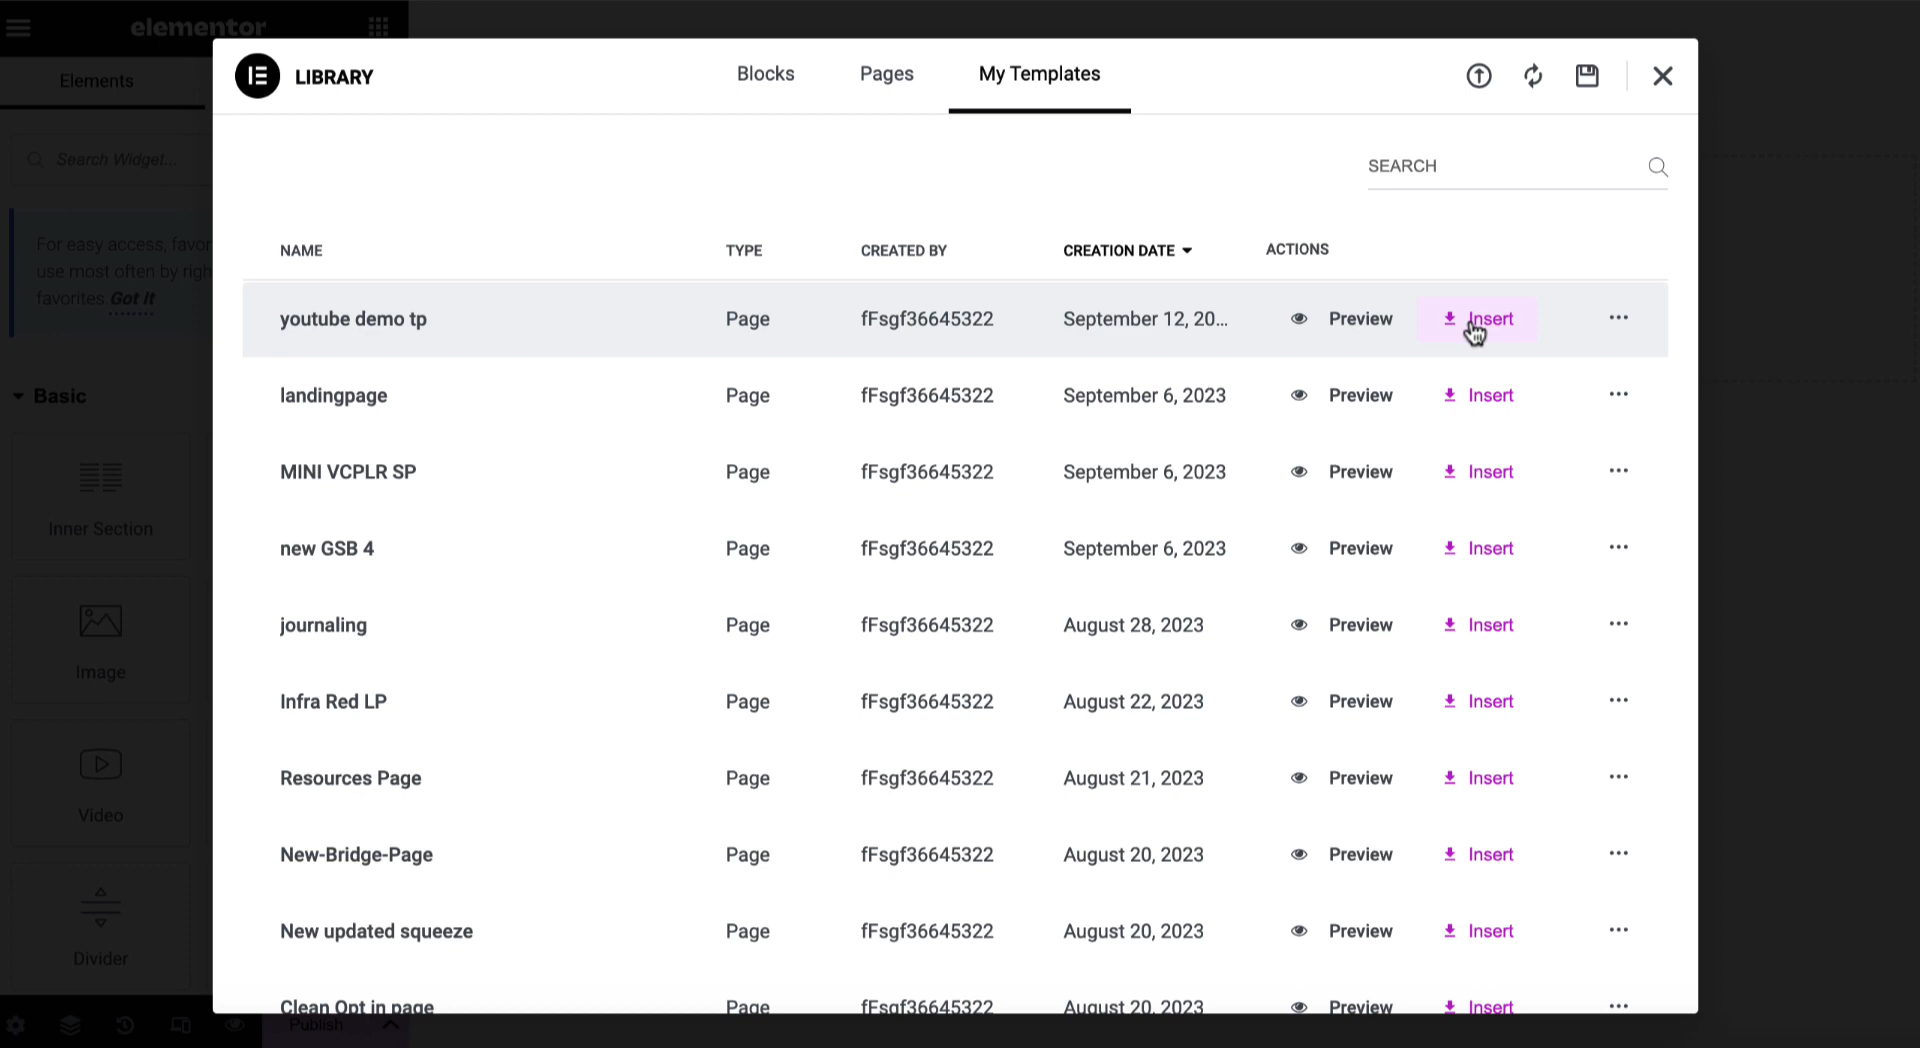 elementor
Elements
Search Widget...
For easy access, favor
use most often by righ
favorites. Got It
Basic
Inner Section
Image
Video
Divider
Publish
LIBRARY
Blocks Pages My Templates
SEARCH
NAME TYPE CREATED BY CREATION DATE ACTIONS
youtube demo tp Page fFsgf36645322 September 12, 20... Preview Insert
landingpage Page fFsgf36645322 September 6, 2023 Preview Insert
MINI VCPLR SP Page fFsgf36645322 September 6, 2023 Preview Insert
new GSB 4 Page fFsgf36645322 September 6, 2023 Preview Insert
journaling Page fFsgf36645322 August 28, 2023 Preview Insert
Infra Red LP Page fFsgf36645322 August 22, 2023 Preview Insert
Resources Page Page fFsgf36645322 August 21, 2023 Preview Insert
New-Bridge-Page Page fFsgf36645322 August 20, 2023 Preview Insert
New updated squeeze Page fFsgf36645322 August 20, 2023 Preview Insert
Clean Opt in page Page fFsgf36645322 August 20, 2023 Preview Insert